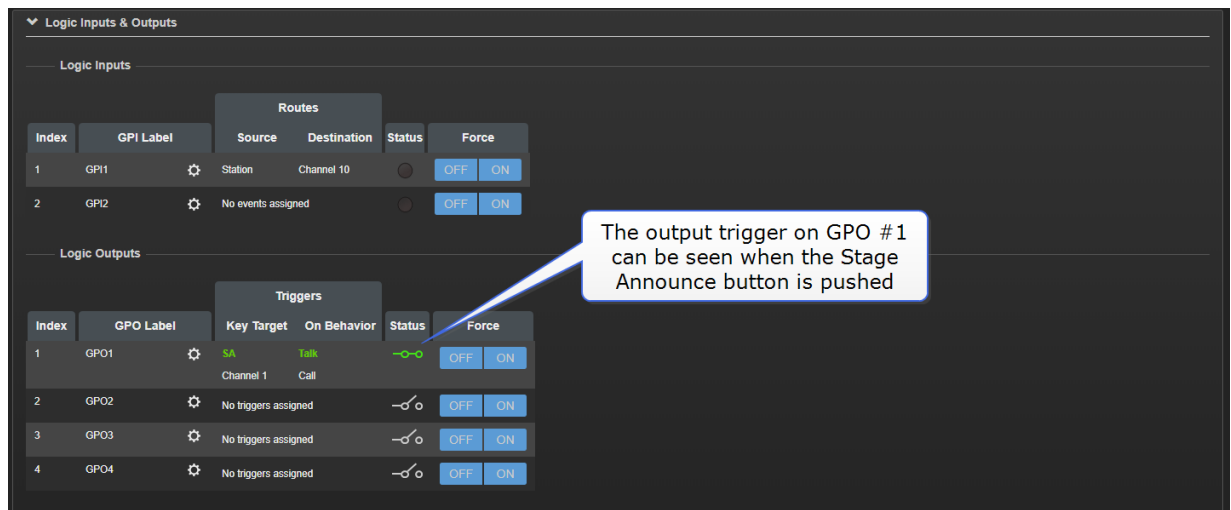 Logic Inputs & Outputs
Logic Inputs
Routes
Index GPI Label Source Destination Status Force
1 GPI1 Station Channel 10 OFF ON
2 GPI2 No events assigned OFF ON
The output trigger on GPO #1
can be seen when the Stage
Announce button is pushed
Logic Outputs
Triggers
Index GPO Label Key Target On Behavior Status Force
1 GPO1 SA Talk OFF ON
Channel 1 Call
2 GPO2 No triggers assigned OFF ON
3 GPO3 No triggers assigned OFF ON
4 GPO4 No triggers assigned OFF ON